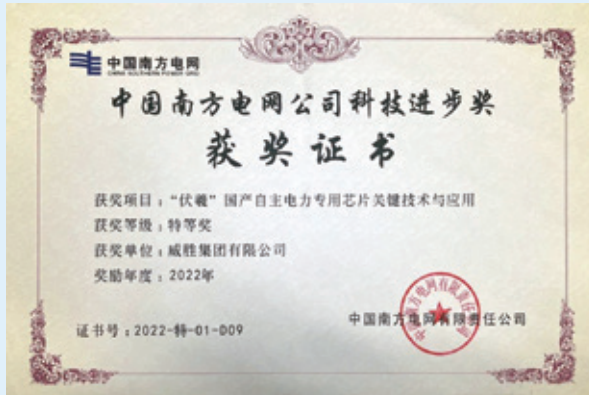 中国南方电网
CHINA SOUTHERN POWER GRID
中国南方电网公司科技进步奖
获奖证书
获奖项目：“伏羲”国产自主电力专用芯片关键技术与应用
获奖等级：特等奖
获奖单位：威胜集团有限公司
奖励年度：2022年
中国南方电网有限责任公司
证书号：2022-特-01-D09